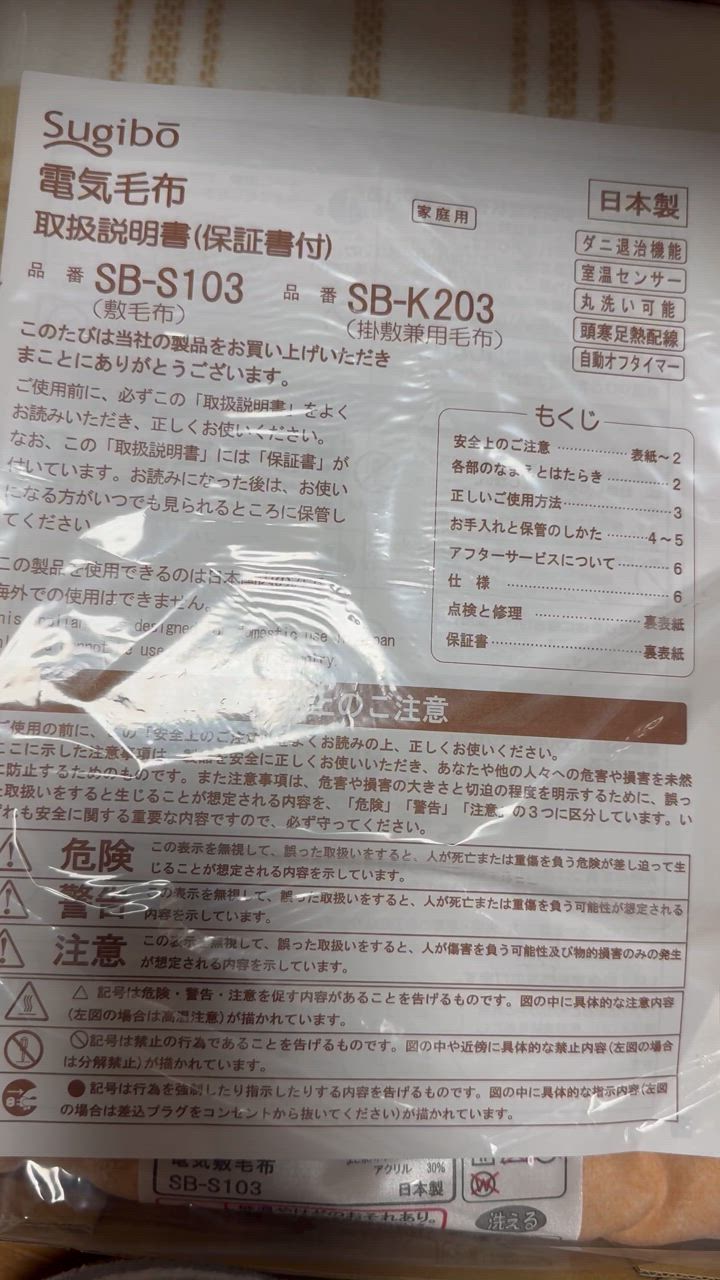 Sugibō
電気毛布
取扱説明書(保証書付)
家庭用
日本製
ダニ退治機能
室温センサー
丸洗い可能
頭寒足熱配線
自動オフタイマー
品番 SB-S103
(敷毛布)
品番 SB-K203
(掛敷兼用毛布)
このたびは当社の製品をお買い上げいただき
まことにありがとうございます。
ご使用前に、必ずこの「取扱説明書」をよく
お読みいただき、正しくお使いください。
なお、この「取扱説明書」には「保証書」が
付いています。お読みになった後は、お使い
になる方がいつでも見られるところに保管し
てください
もくじ
安全上のご注意 ················ 表紙～2
各部のなまえとはたらき ·············· 2
正しいご使用方法 ···················· 3
お手入れと保管のしかた ········· 4～5
アフターサービスについて ············ 6
仕様 ································ 6
点検と修理 ··················· 裏表紙
保証書 ························ 裏表紙
この製品を使用できるのは日本
海外での使用はできません。
designe domestic use
上のご注意
ご使用の前に、この「安全上のご注意」をよくお読みの上、正しくお使いください。
ここに示した注意事項は、製品を安全に正しくお使いいただき、あなたや他の人々への危害や損害を未然
に防止するためのものです。また注意事項は、危害や損害の大きさと切迫の程度を明示するために、誤っ
た取扱いをすると生じることが想定される内容を、「危険」「警告」「注意」の3つに区分しています。い
ずれも安全に関する重要な内容ですので、必ず守ってください。
危険 この表示を無視して、誤った取扱いをすると、人が死亡または重傷を負う危険が差し迫って生
じることが想定される内容を示しています。
警告 この表示を無視して、誤った取扱いをすると、人が死亡または重傷を負う可能性が想定される
内容を示しています。
注意 この表示を無視して、誤った取扱いをすると、人が傷害を負う可能性及び物的損害のみの発生
が想定される内容を示しています。
△ 記号は危険・警告・注意を促す内容があることを告げるものです。図の中に具体的な注意内容
(左図の場合は高温注意)が描かれています。
🚫記号は禁止の行為であることを告げるものです。図の中や近傍に具体的な禁止内容(左図の場合
は分解禁止)が描かれています。
●記号は行為を強制したり指示したりする内容を告げるものです。図の中に具体的な指示内容(左図
の場合は差込プラグをコンセントから抜いてください)が描かれています。
電気敷毛布
アクリル 30%
SB-S103
日本製
おそれあり。
洗える